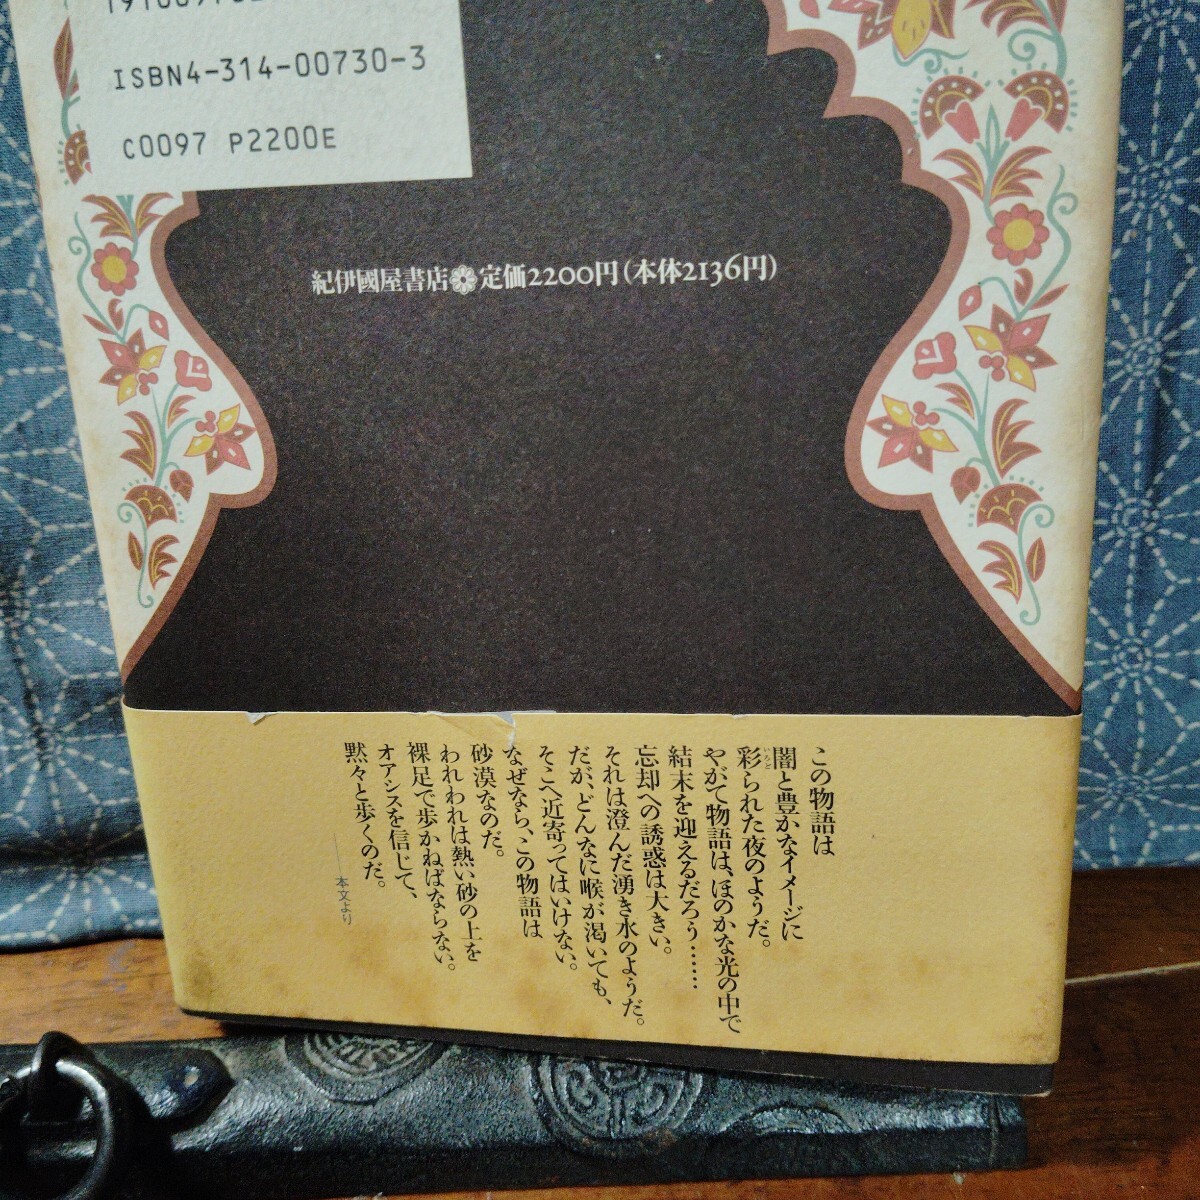 ISBN4-314-00730-3
C0097 P2200E
紀伊國屋書店 定価2200円(本体2136円)
この物語は
闇と豊かなイメージに
彩られた夜のようだ。
いろど
やがて物語は、ほのかな光の中で
結末を迎えるだろう……
忘却への誘惑は大きい。
それは澄んだ湧き水のようだ。
だが、どんなに喉が渇いても、
そこへ近寄ってはいけない。
なぜなら、この物語は
砂漠なのだ。
われわれは熱い砂の上を
裸足で歩かねばならない。
オアシスを信じて、
黙々と歩くのだ。
――本文より